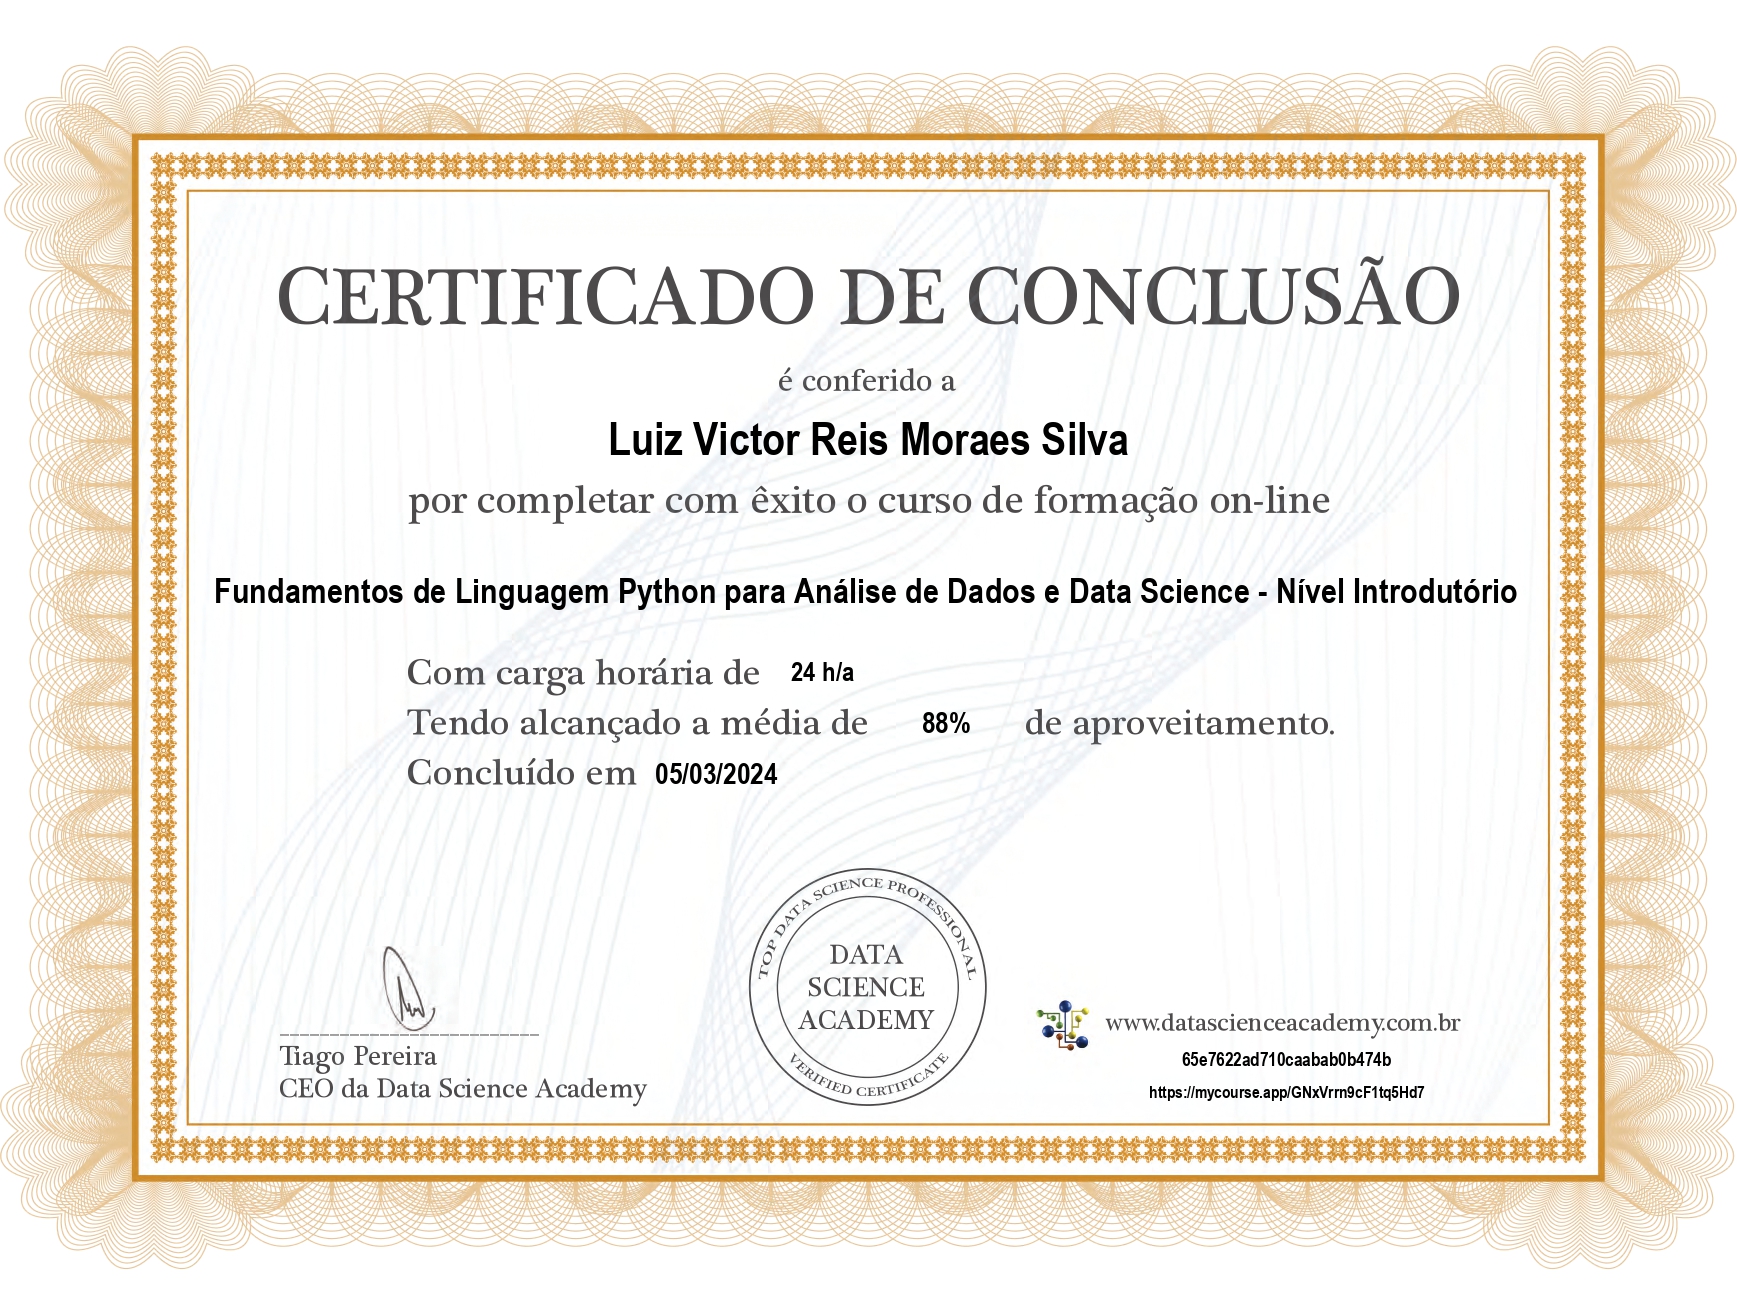 CERTIFICADO DE CONCLUSÃO
é conferido a
Luiz Victor Reis Moraes Silva
por completar com êxito o curso de formação on-line
Fundamentos de Linguagem Python para Análise de Dados e Data Science - Nível Introdutório
Com carga horária de 24 h/a
Tendo alcançado a média de 88% de aproveitamento.
Concluído em 05/03/2024
TOP DATA SCIENCE PROFESSIONAL
DATA
SCIENCE
ACADEMY
VERIFIED CERTIFICATE
Tiago Pereira
CEO da Data Science Academy
www.datascienceacademy.com.br
65e7622ad710caabab0b474b
https://mycourse.app/GNxVrrn9cF1tq5Hd7